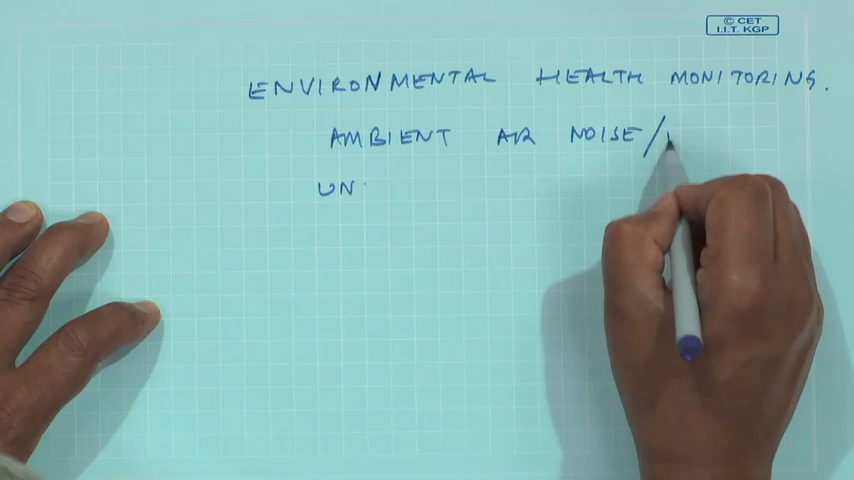 © CET
I.I.T. KGP
ENVIRONMENTAL HEALTH MONITORING.
AMBIENT AIR NOISE/
UN